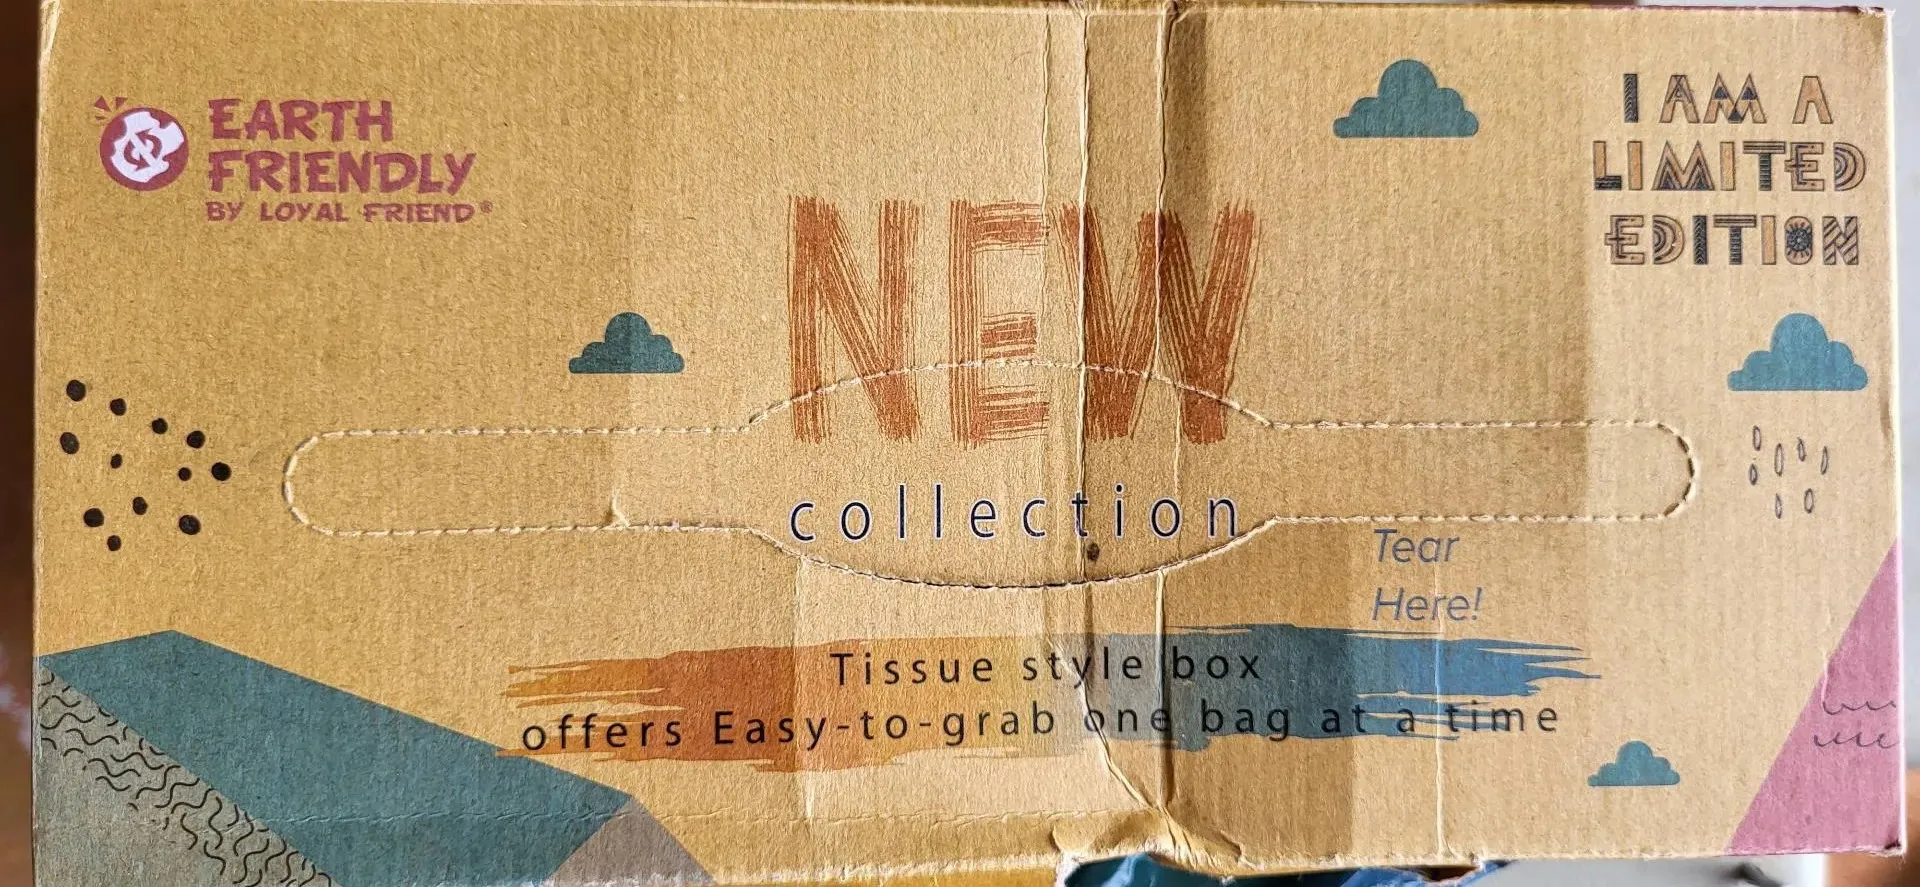 EARTH
FRIENDLY
BY LOYAL FRIEND®
I AM A
LIMITED
EDITION
NEW
collection
Tear
Here!
Tissue style box
offers Easy-to-grab one bag at a time